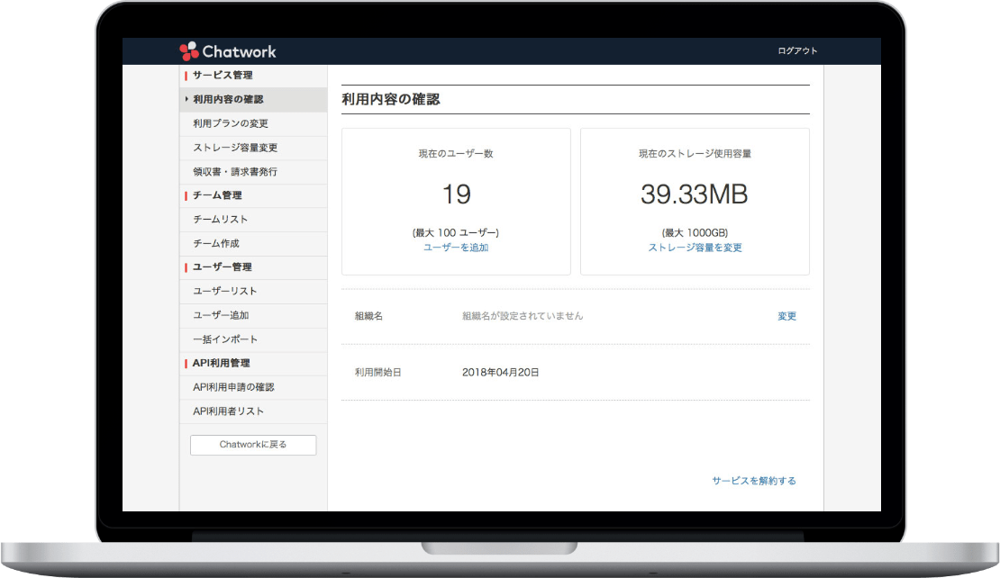 Chatwork
ログアウト
サービス管理
利用内容の確認
利用プランの変更
ストレージ容量変更
領収書・請求書発行
チーム管理
チームリスト
チーム作成
ユーザー管理
ユーザーリスト
ユーザー追加
一括インポート
API利用管理
API利用申請の確認
API利用者リスト
Chatworkに戻る
利用内容の確認
現在のユーザー数
19
(最大 100 ユーザー)
ユーザーを追加
現在のストレージ使用容量
39.33MB
(最大 1000GB)
ストレージ容量を変更
組織名
組織名が設定されていません
変更
利用開始日
2018年04月20日
サービスを解約する